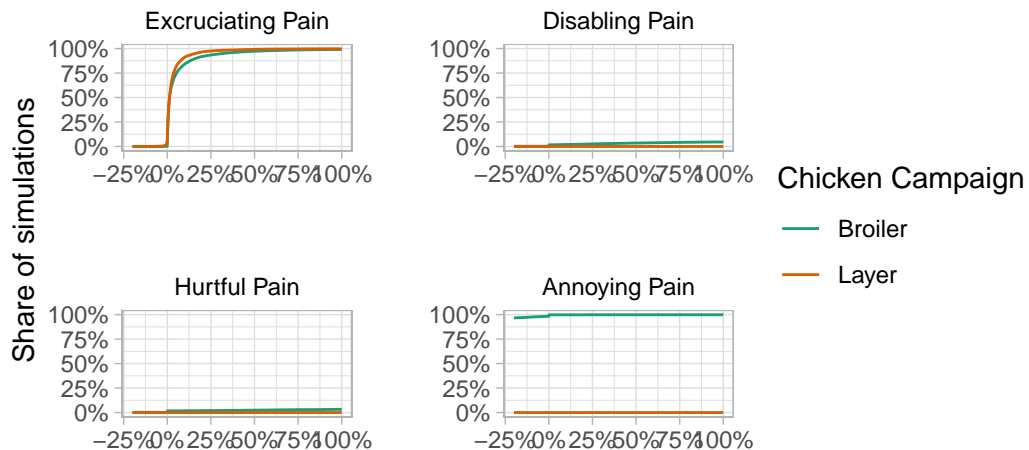 Excruciating Pain
Disabling Pain
100%
75%
50%
25%
0%
−25% 0% 25% 50% 75% 100%
100%
75%
50%
25%
0%
−25% 0% 25% 50% 75% 100%
Share of simulations
Chicken Campaign
Broiler
Layer
Hurtful Pain
Annoying Pain
100%
75%
50%
25%
0%
−25% 0% 25% 50% 75% 100%
100%
75%
50%
25%
0%
−25% 0% 25% 50% 75% 100%